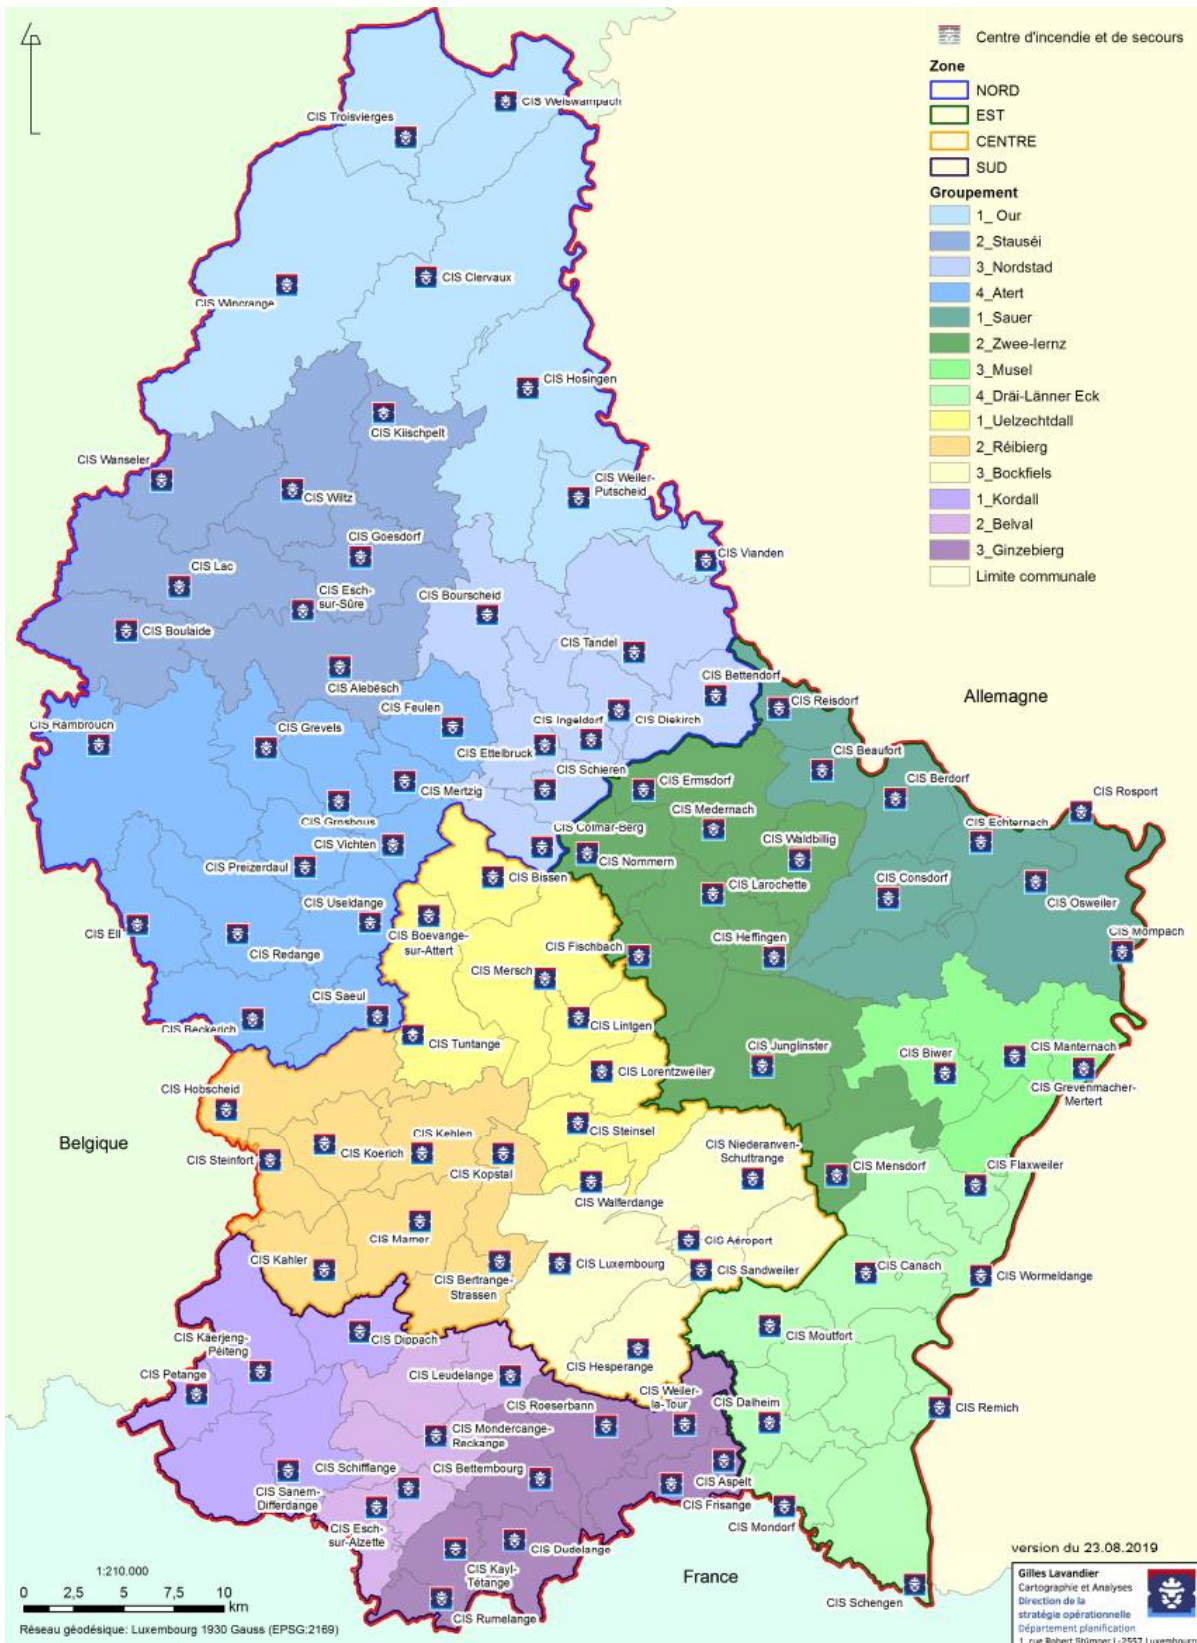 Centre d'incendie et de secours
Zone
NORD
EST
CENTRE
SUD
Groupement
1_ Our
2_Stauséi
3_Nordstad
4_Atert
1_Sauer
2_Zwee-Iernz
3_Musel
4_Dräi-Länner Eck
1_Uelzechtdall
2_Réibierg
3_Bockfiels
1_Kordall
2_Belval
3_Ginzebierg
Limite communale
CIS Weiswampach
CIS Troisvierges
CIS Clervaux
CIS Wincrange
CIS Hosingen
CIS Kiischpelt
CIS Wanseler
CIS Weiler-
Putscheid
CIS Wiltz
CIS Goesdorf
CIS Vianden
CIS Lac
CIS Esch-
sur-Sûre
CIS Bourscheid
CIS Boulaide
CIS Tandel
CIS Alebësch
CIS Bettendorf
CIS Reisdorf
Allemagne
CIS Feulen
CIS Rambrouch
CIS Grevels
CIS Ingeldorf
CIS Diekirch
CIS Ettelbruck
CIS Beaufort
CIS Schieren
CIS Ermsdorf
CIS Berdorf
CIS Mertzig
CIS Rosport
CIS Medernach
CIS Grosbous
CIS Echternach
CIS Colmar-Berg
CIS Waldbillig
CIS Vichten
CIS Nommern
CIS Preizerdaul
CIS Bissen
CIS Larochette
CIS Consdorf
CIS Osweiler
CIS Useldange
CIS Ell
CIS Boevange-
sur-Attert
CIS Heffingen
CIS Mompach
CIS Fischbach
CIS Redange
CIS Mersch
CIS Saeul
CIS Beckerich
CIS Lintgen
CIS Tuntange
CIS Junglinster
CIS Manternach
CIS Biwer
CIS Lorentzweiler
CIS Hobscheid
CIS Grevenmacher-
Mertert
CIS Steinsel
CIS Kehlen
Belgique
CIS Niederanven-
Schuttrange
CIS Koerich
CIS Steinfort
CIS Kopstal
CIS Mensdorf
CIS Flaxweiler
CIS Walferdange
CIS Mamer
CIS Aéroport
CIS Kahler
CIS Luxembourg
CIS Sandweiler
CIS Canach
CIS Wormeldange
CIS Bertrange-
Strassen
CIS Käerjeng-
Péiteng
CIS Dippach
CIS Moutfort
CIS Hesperange
CIS Petange
CIS Leudelange
CIS Weiler-
la-Tour
CIS Roeserbann
CIS Dalheim
CIS Remich
CIS Mondercange-
Reckange
CIS Schifflange
CIS Bettembourg
CIS Aspelt
CIS Sanem-
Differdange
CIS Frisange
CIS Mondorf
CIS Esch-
sur-Alzette
CIS Dudelange
CIS Kayl-
Tétange
France
CIS Schengen
CIS Rumelange
version du 23.08.2019
1:210.000
0 2,5 5 7,5 10
km
Réseau géodésique: Luxembourg 1930 Gauss (EPSG:2169)
Gilles Lavandier
Cartographie et Analyses
Direction de la
stratégie opérationnelle
Département planification
1, rue Robert Stümper L-2557 Luxembourg